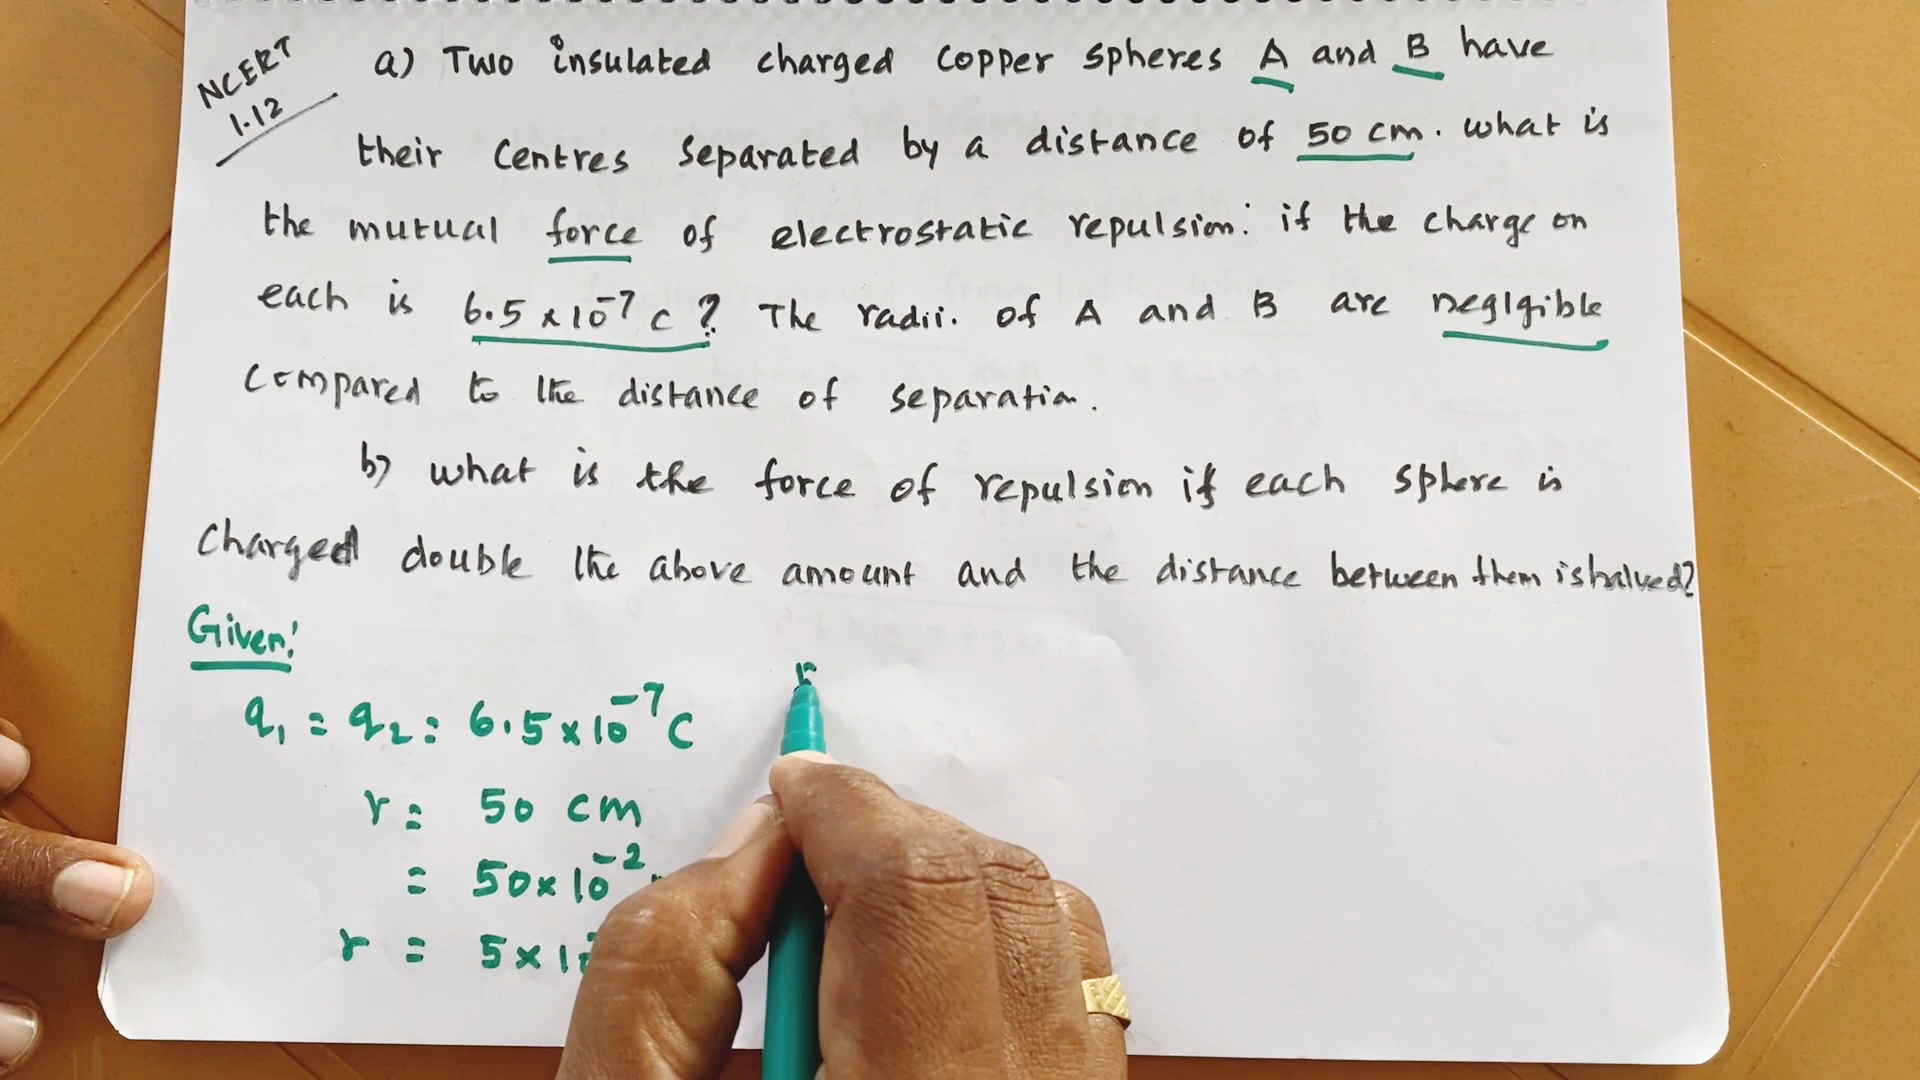 NCERT
1.12
a) Two insulated charged copper spheres A and B have
their centres separated by a distance of 50 cm. what is
the mutual force of electrostatic repulsion: if the charge on
each is 6.5 x 10^-7 c ? The radii. of A and B are neglgible
compared to the distance of separation.
b) what is the force of repulsion if each sphere is
charged double the above amount and the distance between them is halved?
Given:
q₁ = q₂ = 6.5 x 10^-7 C
r = 50 cm
= 50 x 10^-2
r = 5 x 1